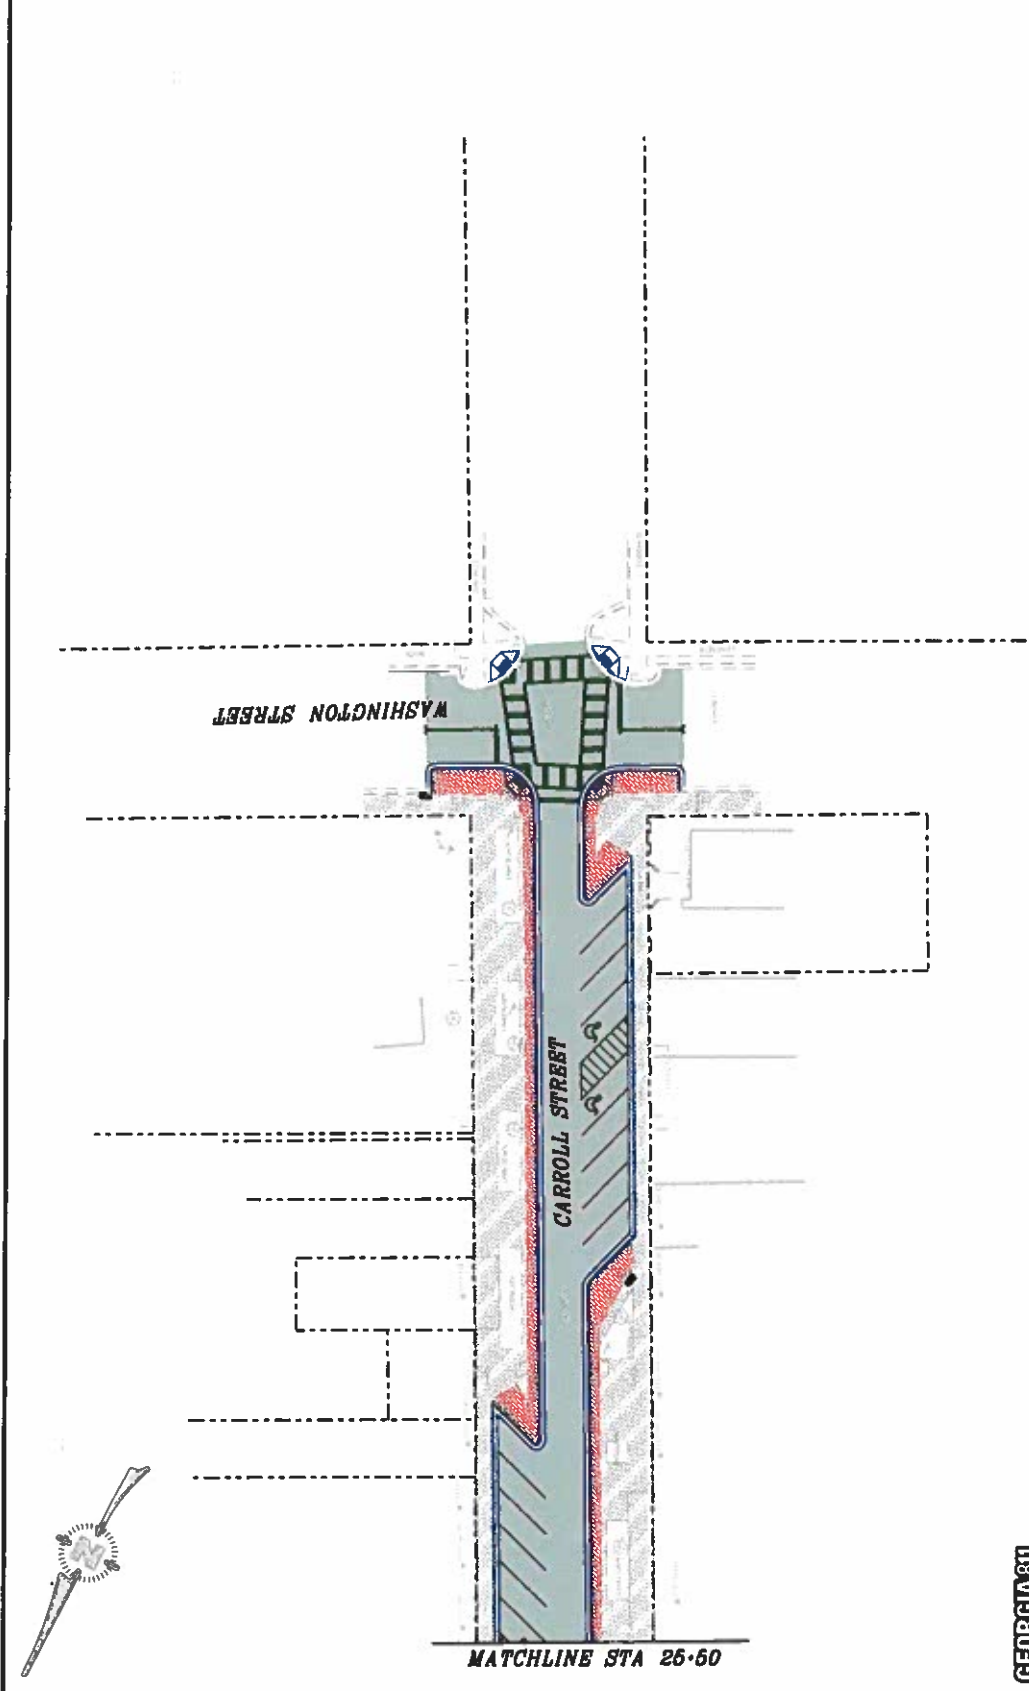 WASHINGTON STREET
CARROLL STREET
N
MATCHLINE STA 25+50
GEORGIA811